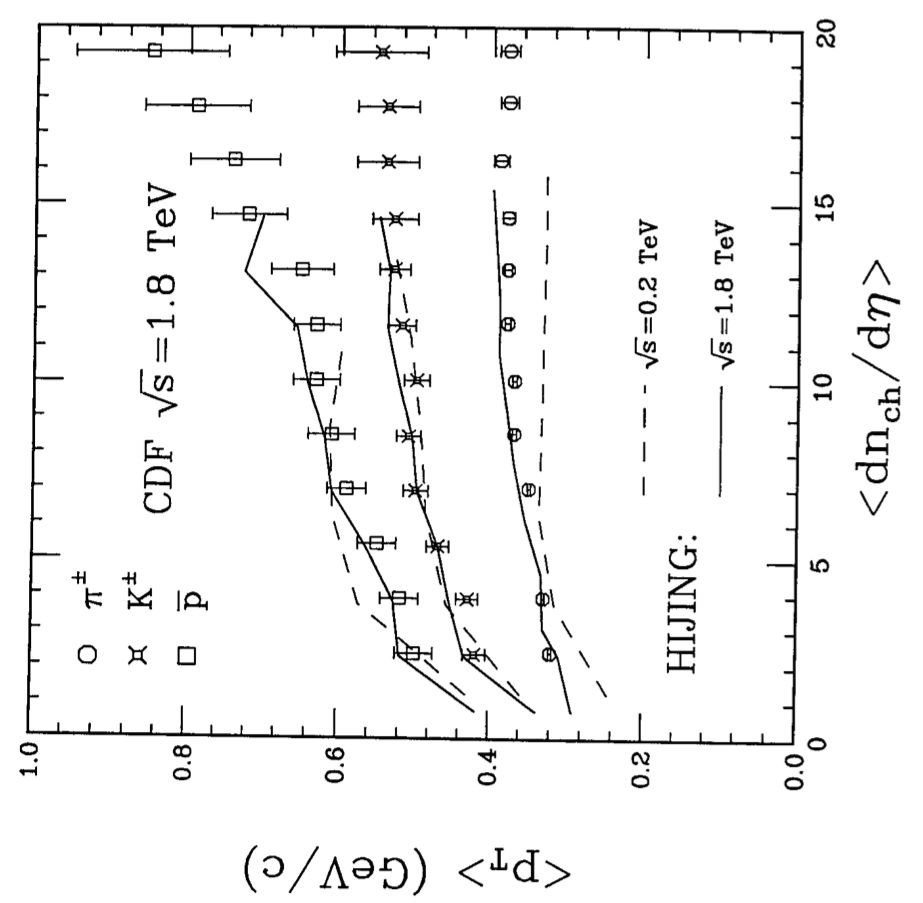 CDF √s=1.8 TeV
○ π±
¤ K±
□ p̅
HIJING:
– – – √s=0.2 TeV
—— √s=1.8 TeV
1.0
0.8
0.6
0.4
0.2
0.0
<p_T> (GeV/c)
0 5 10 15 20
<dn_ch/dη>